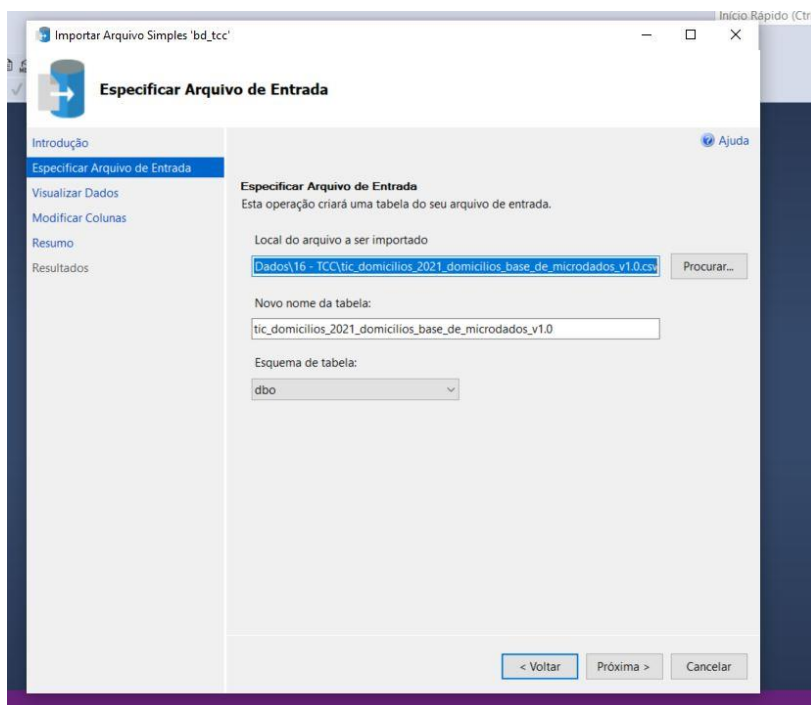 Início Rápido (Ctr
Importar Arquivo Simples 'bd_tcc'
Especificar Arquivo de Entrada
Introdução
Especificar Arquivo de Entrada
Visualizar Dados
Modificar Colunas
Resumo
Resultados
Ajuda
Especificar Arquivo de Entrada
Esta operação criará uma tabela do seu arquivo de entrada.
Local do arquivo a ser importado
Dados\16 - TCC\tic_domicilios_2021_domicilios_base_de_microdados_v1.0.csv
Procurar...
Novo nome da tabela:
tic_domicilios_2021_domicilios_base_de_microdados_v1.0
Esquema de tabela:
dbo
< Voltar
Próxima >
Cancelar